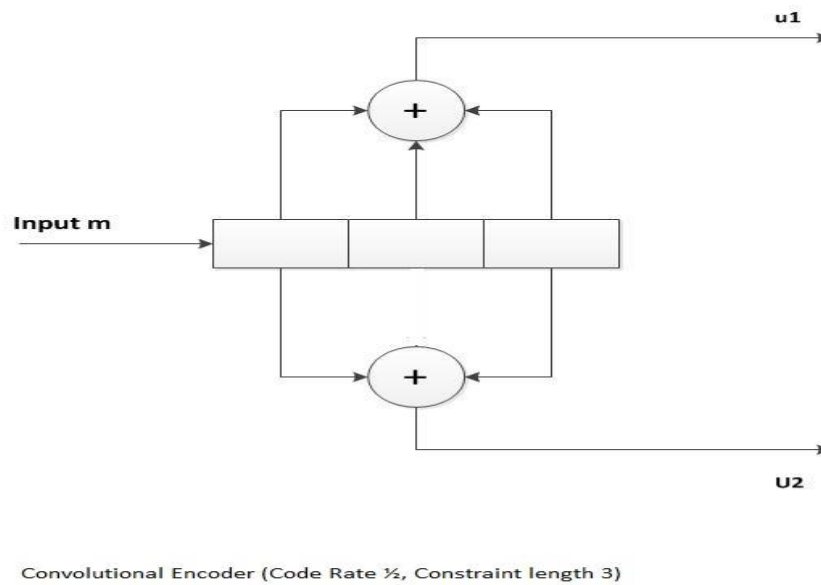 u1
+
Input m
+
U2
Convolutional Encoder (Code Rate ½, Constraint length 3)